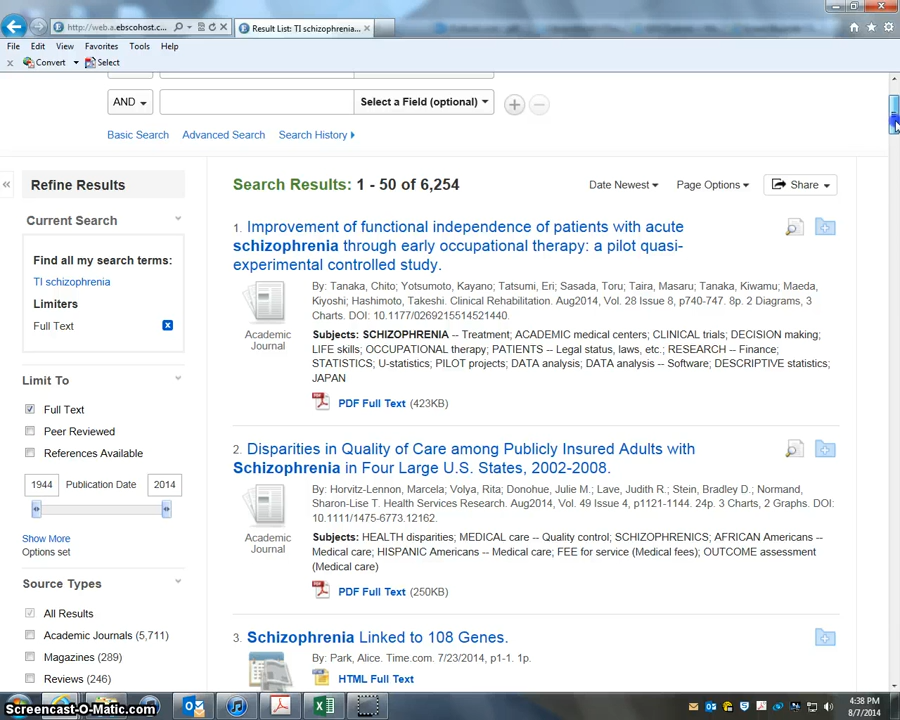 http://web.a.ebscohost.c...
Result List: TI schizophrenia...
File Edit View Favorites Tools Help
Convert Select
AND
Select a Field (optional)
Basic Search Advanced Search Search History
Refine Results
Current Search
Find all my search terms:
TI schizophrenia
Limiters
Full Text
Limit To
Full Text
Peer Reviewed
References Available
1944 Publication Date 2014
Show More
Options set
Source Types
All Results
Academic Journals (5,711)
Magazines (289)
Reviews (246)
Search Results: 1 - 50 of 6,254
Date Newest Page Options Share
1. Improvement of functional independence of patients with acute
schizophrenia through early occupational therapy: a pilot quasi-
experimental controlled study.
Academic
Journal
By: Tanaka, Chito; Yotsumoto, Kayano; Tatsumi, Eri; Sasada, Toru; Taira, Masaru; Tanaka, Kiwamu; Maeda,
Kiyoshi; Hashimoto, Takeshi. Clinical Rehabilitation. Aug2014, Vol. 28 Issue 8, p740-747. 8p. 2 Diagrams, 3
Charts. DOI: 10.1177/0269215514521440.
Subjects: SCHIZOPHRENIA -- Treatment; ACADEMIC medical centers; CLINICAL trials; DECISION making;
LIFE skills; OCCUPATIONAL therapy; PATIENTS -- Legal status, laws, etc.; RESEARCH -- Finance;
STATISTICS; U-statistics; PILOT projects; DATA analysis; DATA analysis -- Software; DESCRIPTIVE statistics;
JAPAN
PDF Full Text (423KB)
2. Disparities in Quality of Care among Publicly Insured Adults with
Schizophrenia in Four Large U.S. States, 2002-2008.
Academic
Journal
By: Horvitz-Lennon, Marcela; Volya, Rita; Donohue, Julie M.; Lave, Judith R.; Stein, Bradley D.; Normand,
Sharon-Lise T. Health Services Research. Aug2014, Vol. 49 Issue 4, p1121-1144. 24p. 3 Charts, 2 Graphs. DOI:
10.1111/1475-6773.12162.
Subjects: HEALTH disparities; MEDICAL care -- Quality control; SCHIZOPHRENICS; AFRICAN Americans --
Medical care; HISPANIC Americans -- Medical care; FEE for service (Medical fees); OUTCOME assessment
(Medical care)
PDF Full Text (250KB)
3. Schizophrenia Linked to 108 Genes.
By: Park, Alice. Time.com. 7/23/2014, p1-1. 1p.
HTML Full Text
Screencast-O-Matic.com
4:38 PM
8/7/2014